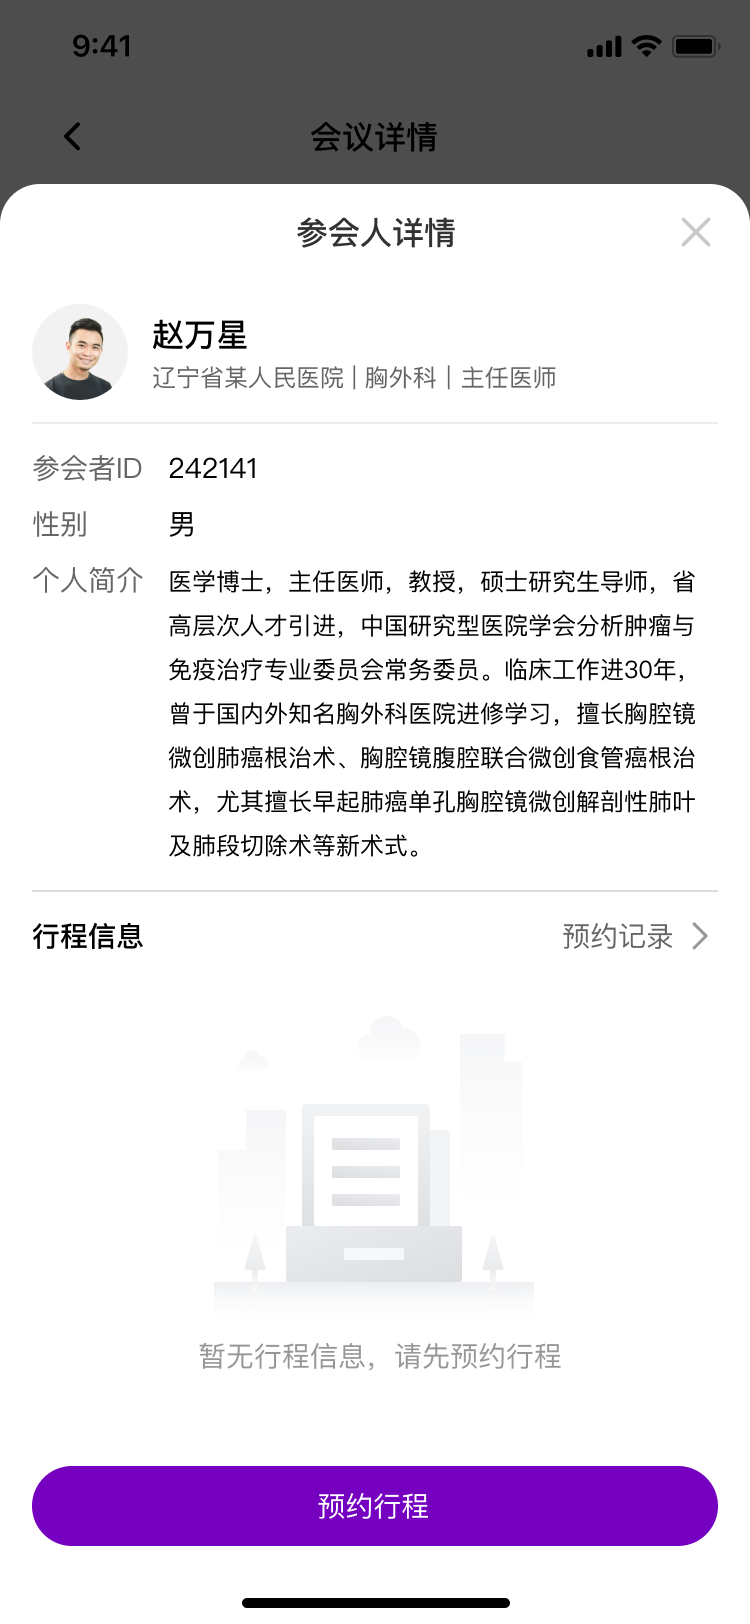 9:41
会议详情
参会人详情
赵万星
辽宁省某人民医院 | 胸外科 | 主任医师
参会者ID 242141
性别 男
个人简介 医学博士，主任医师，教授，硕士研究生导师，省
高层次人才引进，中国研究型医院学会分析肿瘤与
免疫治疗专业委员会常务委员。临床工作进30年，
曾于国内外知名胸外科医院进修学习，擅长胸腔镜
微创肺癌根治术、胸腔镜腹腔联合微创食管癌根治
术，尤其擅长早起肺癌单孔胸腔镜微创解剖性肺叶
及肺段切除术等新术式。
行程信息 预约记录
暂无行程信息，请先预约行程
预约行程